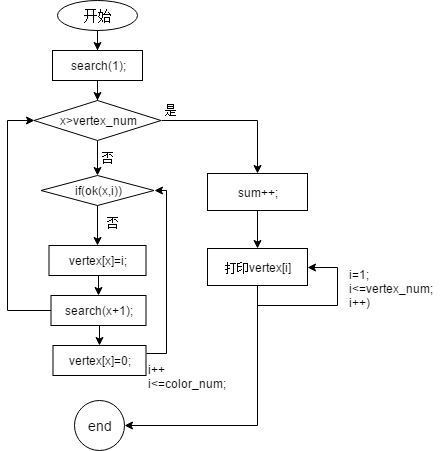 开始
search(1);
x>vertex_num
是
否
if(ok(x,i))
否
sum++;
vertex[x]=i;
打印vertex[i]
i=1;
i<=vertex_num;
i++)
search(x+1);
vertex[x]=0;
i++
i<=color_num;
end